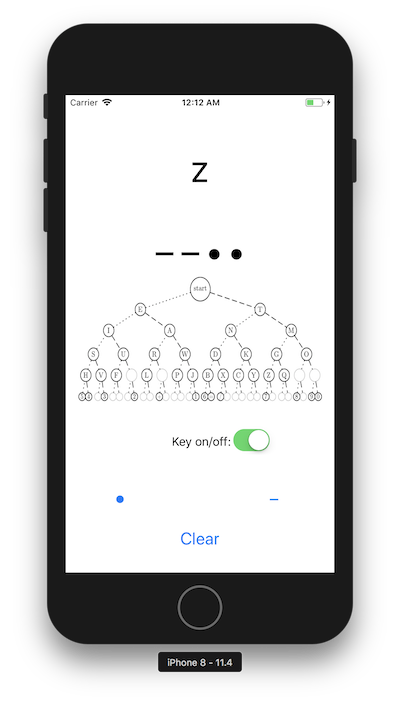 Carrier 12:12 AM
Z
— — • •
start
E T
I A N M
S U R W D K G O
H V F L P J B X C Y Z Q
Key on/off:
• —
Clear
iPhone 8 - 11.4